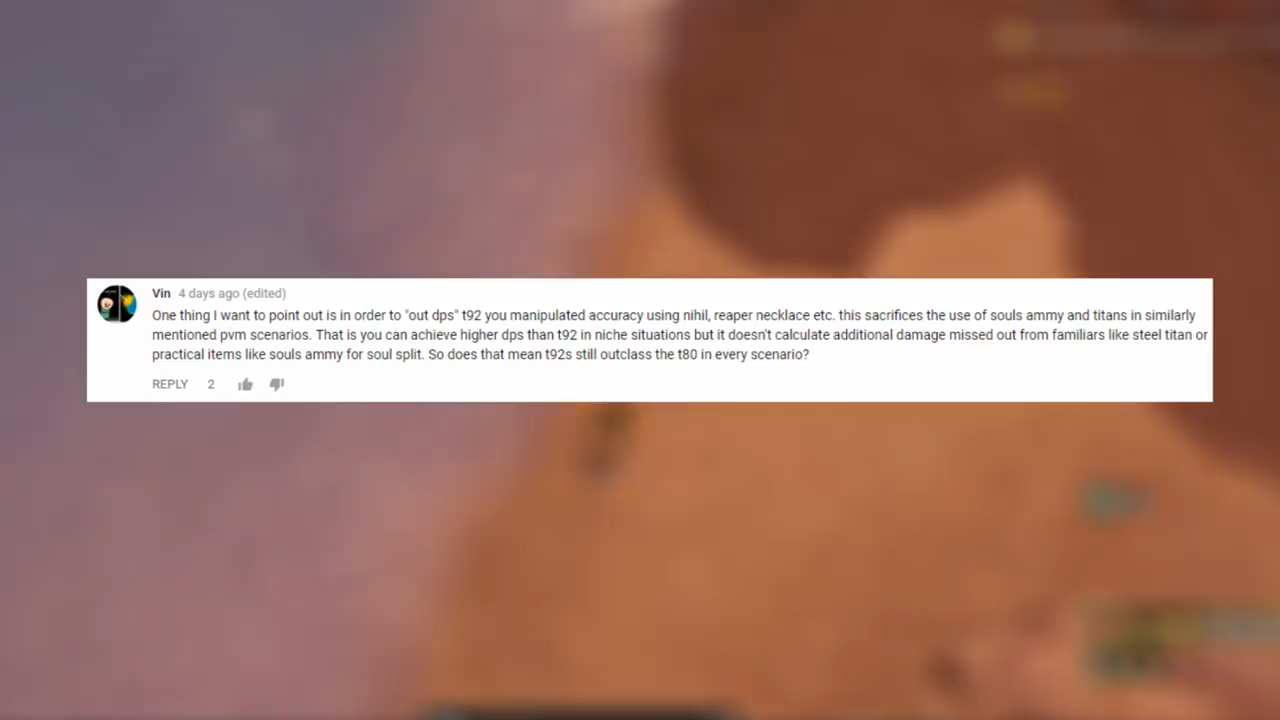 Vin 4 days ago (edited)
One thing I want to point out is in order to "out dps" t92 you manipulated accuracy using nihil, reaper necklace etc. this sacrifices the use of souls ammy and titans in similarly
mentioned pvm scenarios. That is you can achieve higher dps than t92 in niche situations but it doesn't calculate additional damage missed out from familiars like steel titan or
practical items like souls ammy for soul split. So does that mean t92s still outclass the t80 in every scenario?
REPLY 2